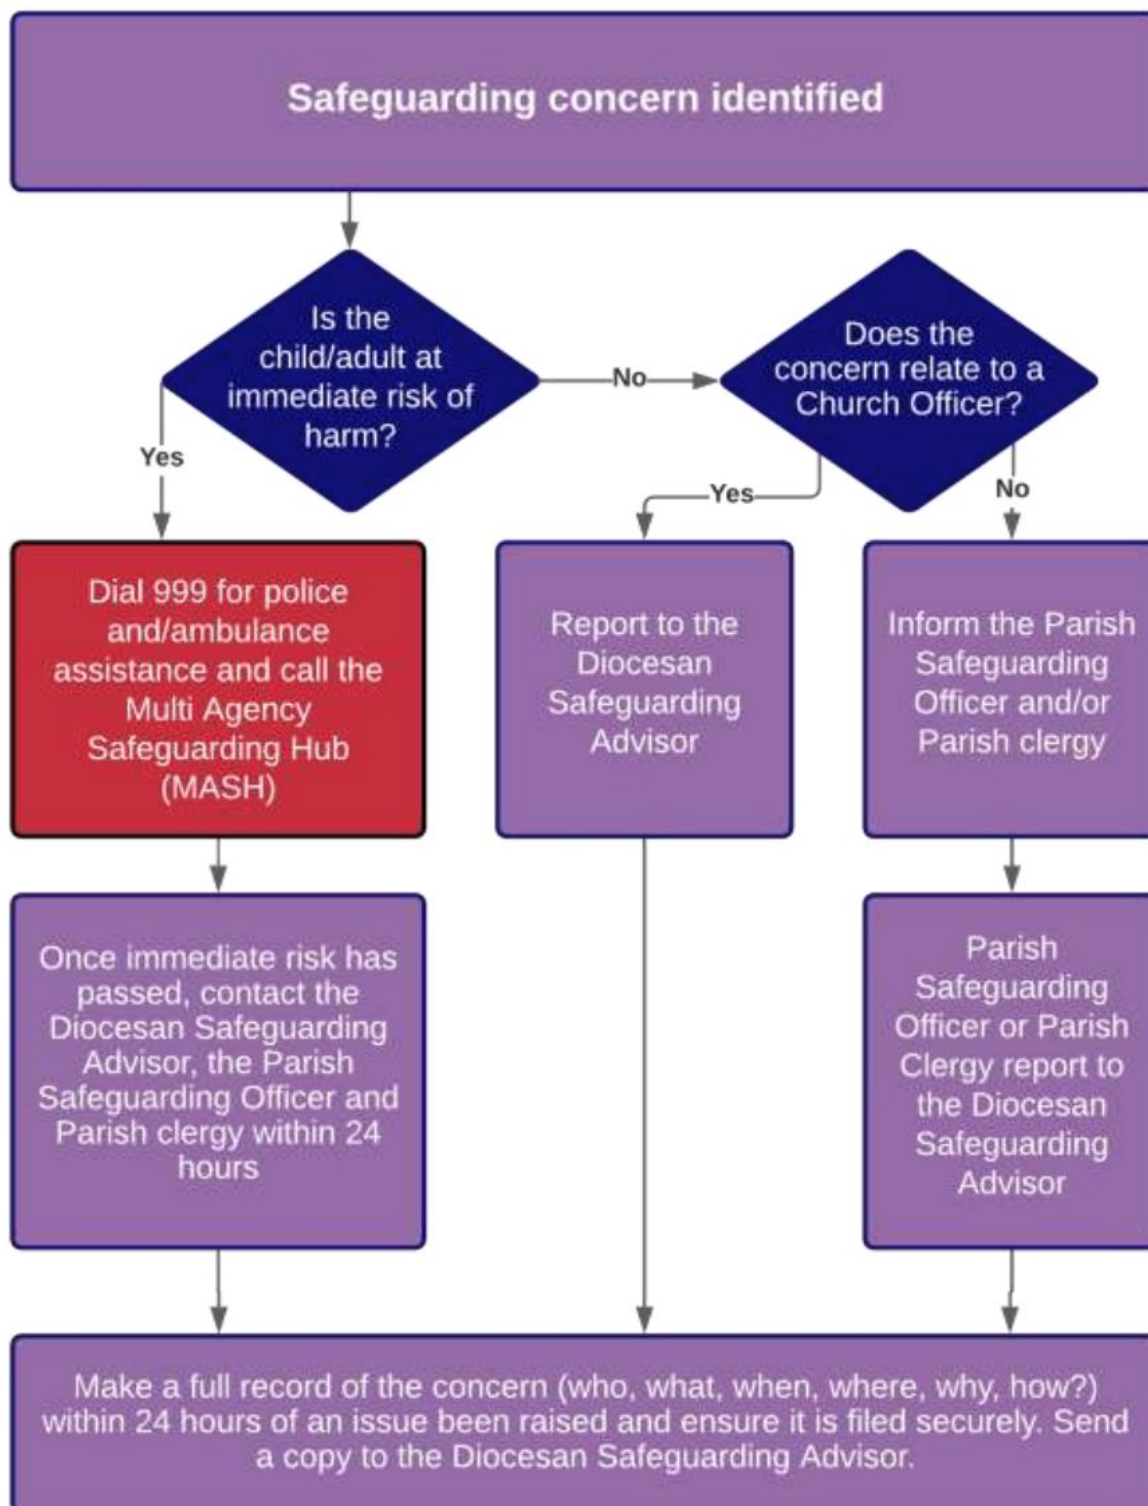 Safeguarding concern identified
Is the
child/adult at
immediate risk of
harm?
No
Does the
concern relate to a
Church Officer?
Yes
Yes
No
Dial 999 for police
and/ambulance
assistance and call the
Multi Agency
Safeguarding Hub
(MASH)
Report to the
Diocesan
Safeguarding
Advisor
Inform the Parish
Safeguarding
Officer and/or
Parish clergy
Once immediate risk has
passed, contact the
Diocesan Safeguarding
Advisor, the Parish
Safeguarding Officer and
Parish clergy within 24
hours
Parish
Safeguarding
Officer or Parish
Clergy report to
the Diocesan
Safeguarding
Advisor
Make a full record of the concern (who, what, when, where, why, how?)
within 24 hours of an issue been raised and ensure it is filed securely. Send
a copy to the Diocesan Safeguarding Advisor.